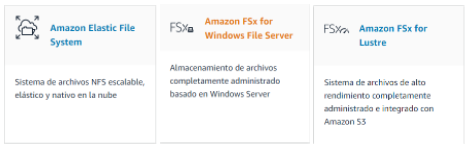 Amazon Elastic File
System
Sistema de archivos NFS escalable,
elástico y nativo en la nube
FSx
Amazon FSx for
Windows File Server
Almacenamiento de archivos
completamente administrado
basado en Windows Server
FSx
Amazon FSx for
Lustre
Sistema de archivos de alto
rendimiento completamente
administrado e integrado con
Amazon S3